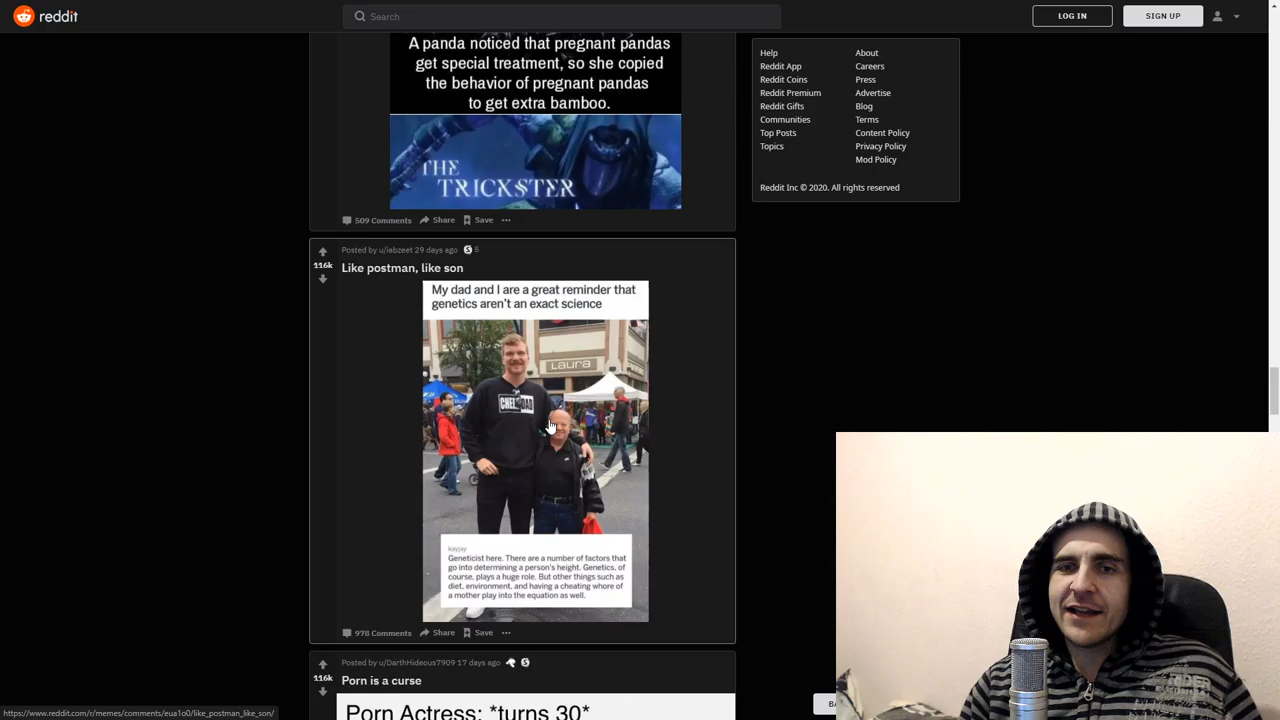 reddit
Search
LOG IN
SIGN UP
A panda noticed that pregnant pandas
get special treatment, so she copied
the behavior of pregnant pandas
to get extra bamboo.
THE
TRICKSTER
509 Comments
Share
Save
Help
About
Reddit App
Careers
Reddit Coins
Press
Reddit Premium
Advertise
Reddit Gifts
Blog
Communities
Terms
Top Posts
Content Policy
Topics
Privacy Policy
Mod Policy
Reddit Inc © 2020. All rights reserved
Posted by u/iabzeet 29 days ago
5
116k
Like postman, like son
My dad and I are a great reminder that
genetics aren't an exact science
LAURA
kayjay
Geneticist here. There are a number of factors that
go into determining a person's height. Genetics, of
course, plays a huge role. But other things such as
diet, environment, and having a cheating whore of
a mother play into the equation as well.
978 Comments
Share
Save
Posted by u/DarthHideous7909 17 days ago
116k
Porn is a curse
Porn Actress: *turns 30*
https://www.reddit.com/r/memes/comments/eua1o0/like_postman_like_son/